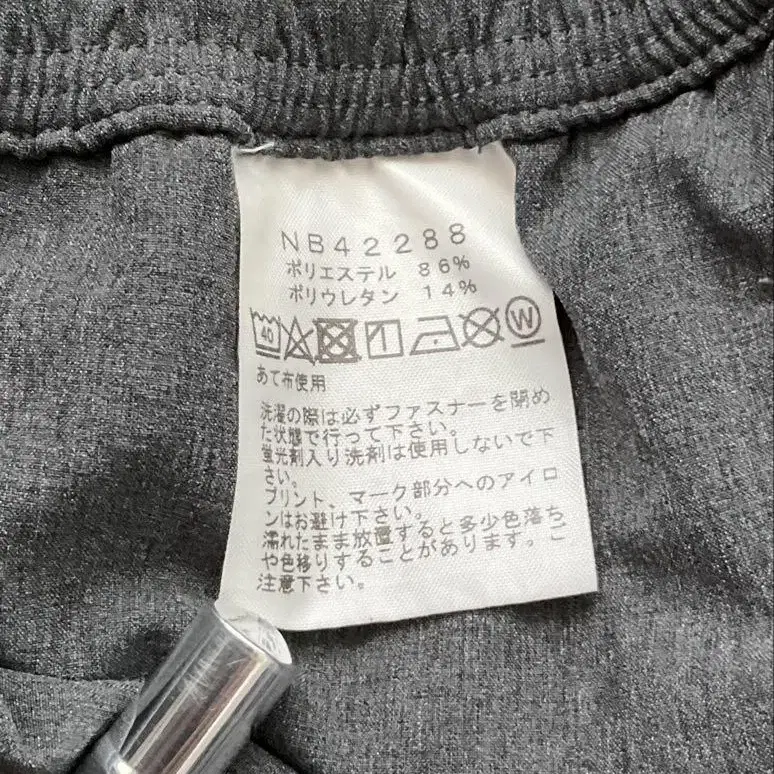 NB42288
ポリエステル 86%
ポリウレタン 14%
40 W
あて布使用
洗濯の際は必ずファスナーを閉め
た状態で行って下さい。
蛍光剤入り洗剤は使用しないで下
さい。
プリント、マーク部分へのアイロ
ンはお避け下さい。
濡れたまま放置すると多少色落ち
や色移りすることがあります。ご
注意下さい。